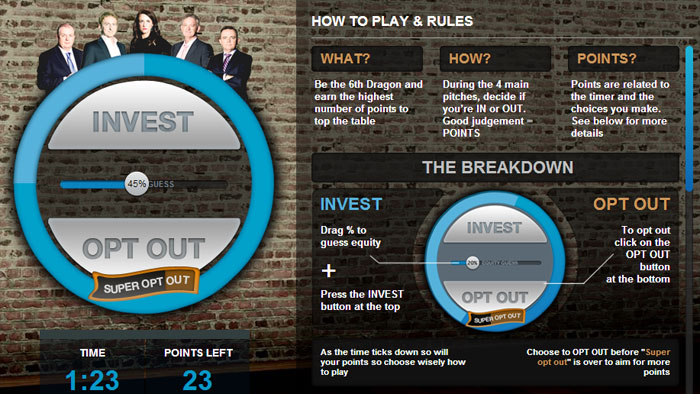 INVEST
45% GUESS
OPT OUT
SUPER OPT OUT
TIME
1:23
POINTS LEFT
23
HOW TO PLAY & RULES
WHAT?
Be the 6th Dragon and
earn the highest
number of points to
top the table
HOW?
During the 4 main
pitches, decide if
you're IN or OUT.
Good judgement =
POINTS
POINTS?
Points are related to
the timer and the
choices you make.
See below for more
details
THE BREAKDOWN
INVEST
Drag % to
guess equity
+
Press the INVEST
button at the top
INVEST
20% EQUITY GUESS
OPT OUT
SUPER OPT OUT
OPT OUT
To opt out
click on the
OPT OUT
button
at the bottom
As the time ticks down so will
your points so choose wisely how
to play
Choose to OPT OUT before "Super
opt out" is over to aim for more
points